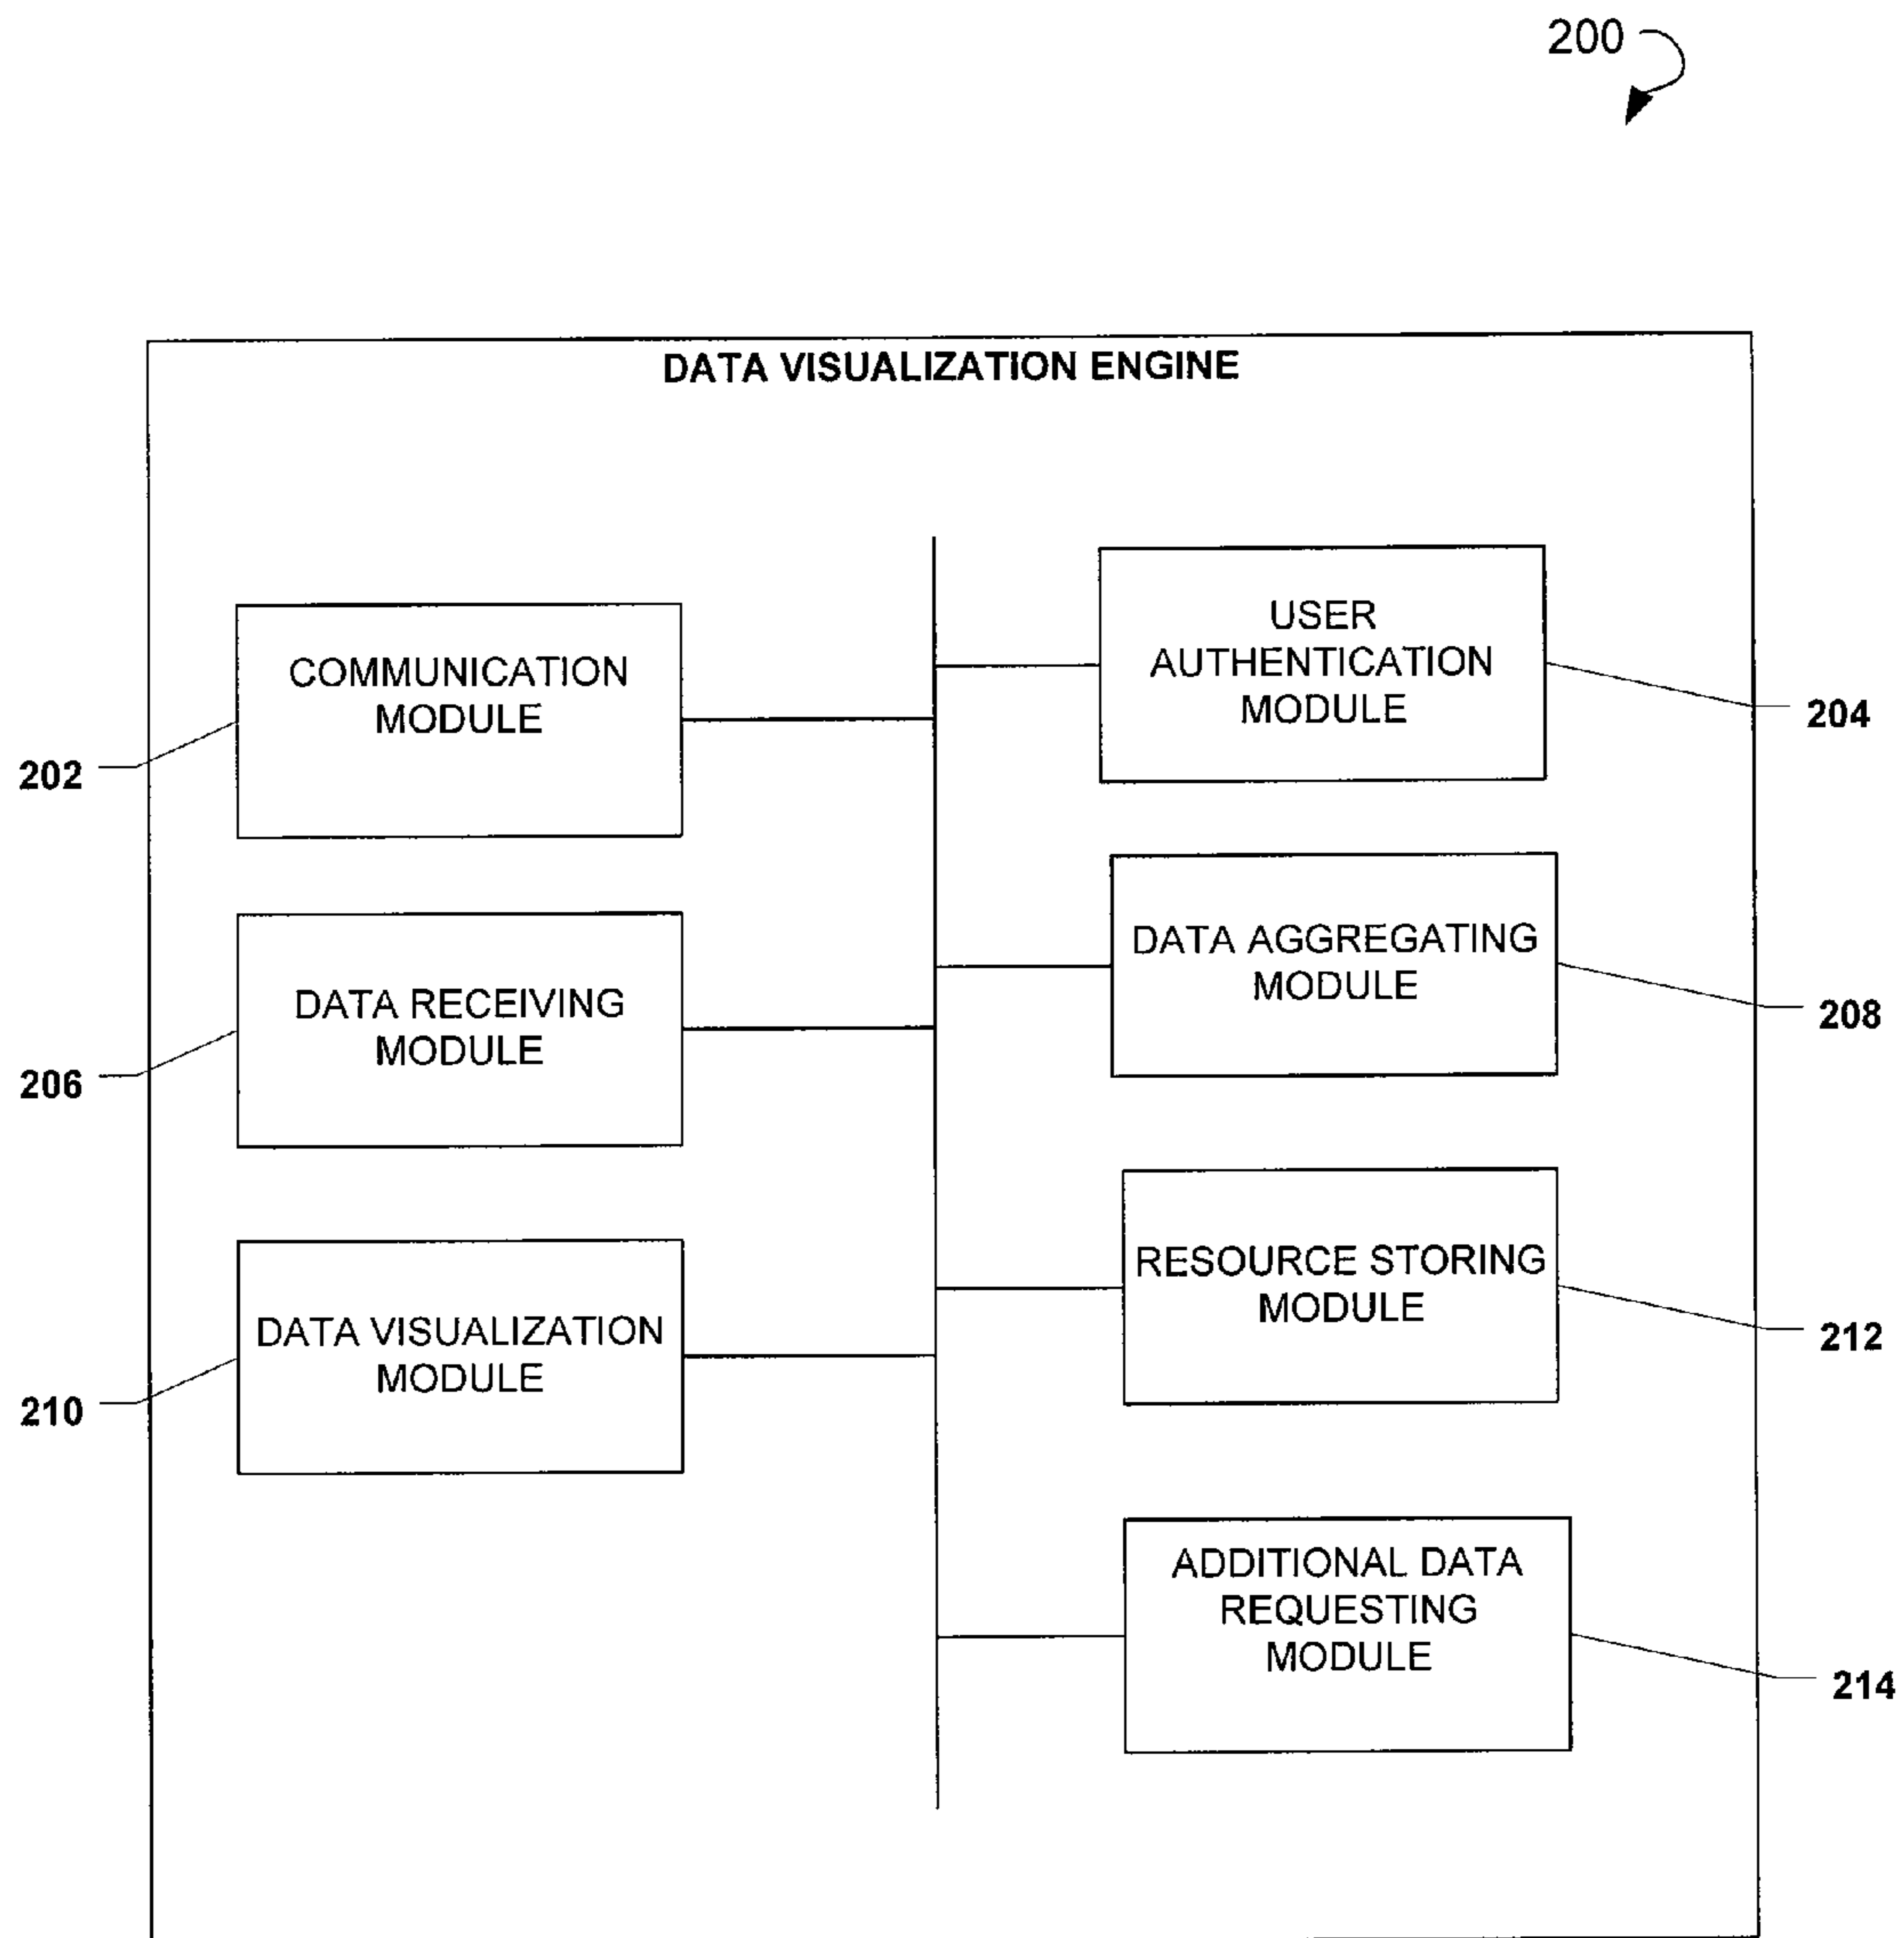 200
DATA VISUALIZATION ENGINE
COMMUNICATION
MODULE
202
USER
AUTHENTICATION
MODULE
204
DATA RECEIVING
MODULE
206
DATA AGGREGATING
MODULE
208
DATA VISUALIZATION
MODULE
210
RESOURCE STORING
MODULE
212
ADDITIONAL DATA
REQUESTING
MODULE
214